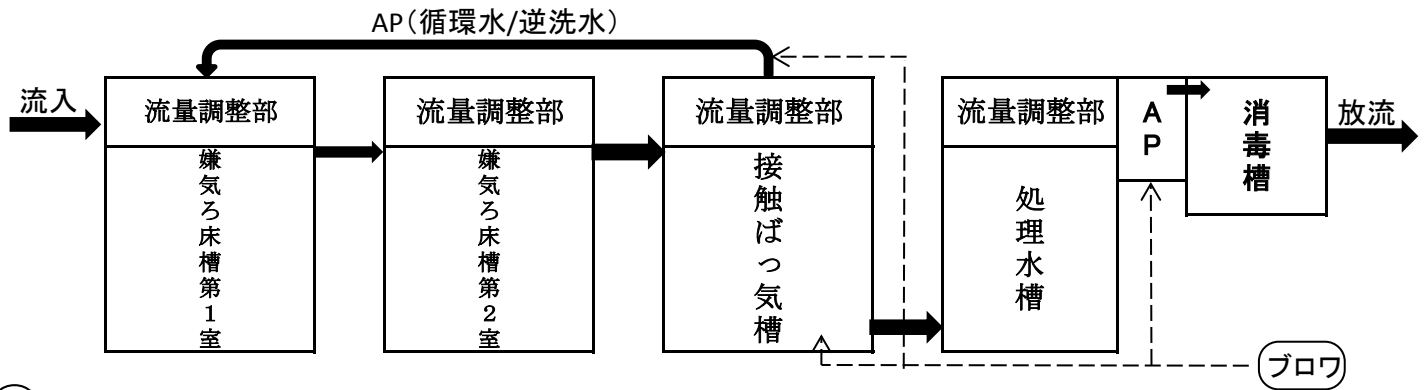 AP（循環水/逆洗水）
流入
流量調整部
嫌気ろ床槽第１室
流量調整部
嫌気ろ床槽第２室
流量調整部
接触ばっ気槽
流量調整部
処理水槽
ＡＰ
消毒槽
放流
ブロワ